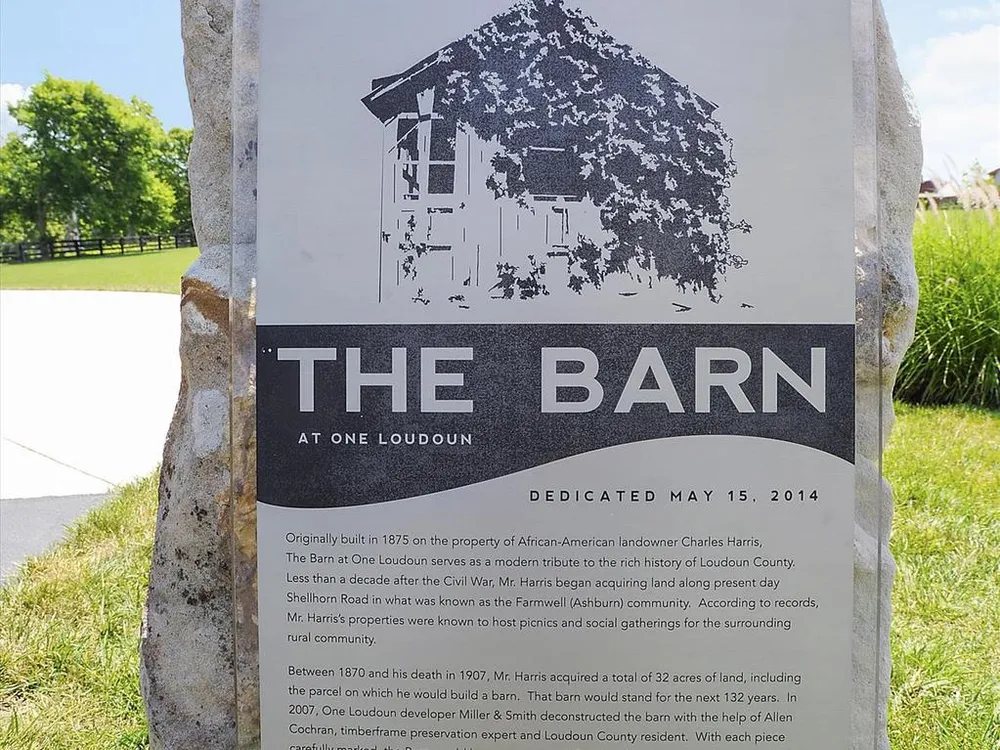 THE BARN
AT ONE LOUDOUN
DEDICATED MAY 15, 2014
Originally built in 1875 on the property of African-American landowner Charles Harris,
The Barn at One Loudoun serves as a modern tribute to the rich history of Loudoun County.
Less than a decade after the Civil War, Mr. Harris began acquiring land along present day
Shellhorn Road in what was known as the Farmwell (Ashburn) community. According to records,
Mr. Harris's properties were known to host picnics and social gatherings for the surrounding
rural community.
Between 1870 and his death in 1907, Mr. Harris acquired a total of 32 acres of land, including
the parcel on which he would build a barn. That barn would stand for the next 132 years. In
2007, One Loudoun developer Miller & Smith deconstructed the barn with the help of Allen
Cochran, timberframe preservation expert and Loudoun County resident. With each piece
carefully marked, the